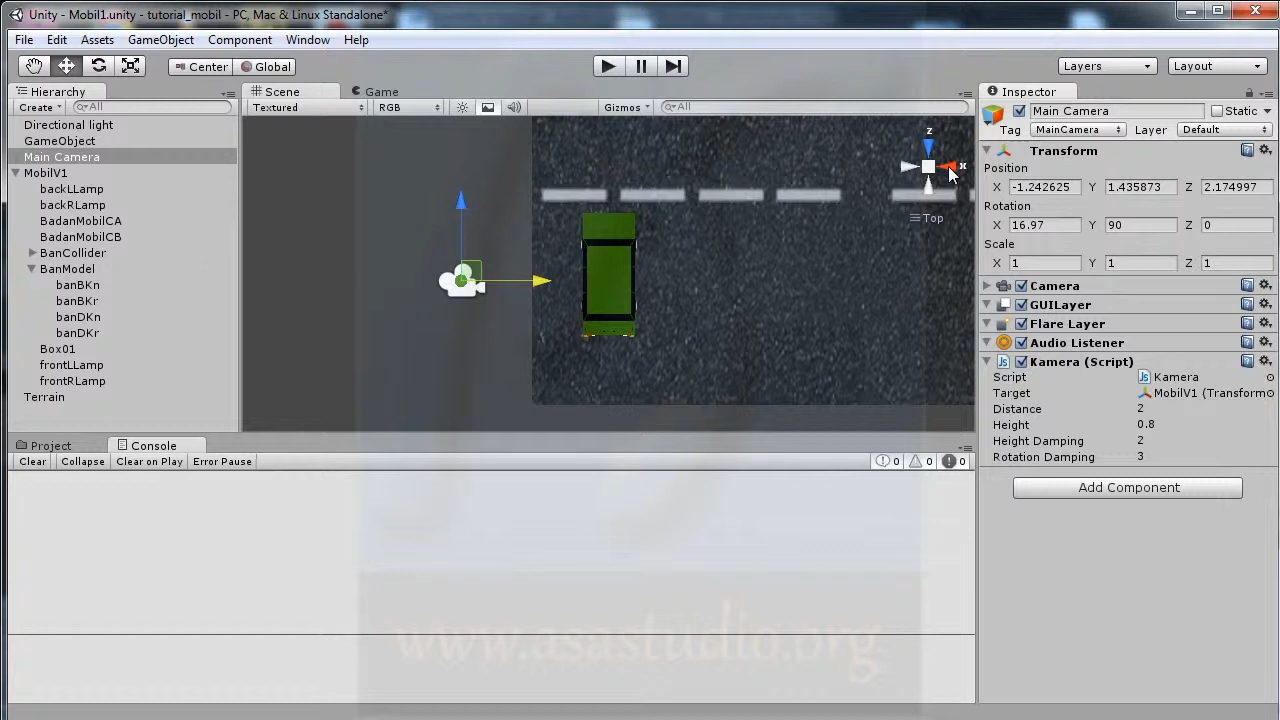 Unity - Mobil1.unity - tutorial_mobil - PC, Mac & Linux Standalone*
File Edit Assets GameObject Component Window Help
Center Global Layers Layout
Hierarchy Scene Game Inspector
Create All Textured RGB Gizmos All
Main Camera Static
Tag MainCamera Layer Default
Directional light
GameObject
Main Camera
MobilV1
backLLamp
backRLamp
BadanMobilCA
BadanMobilCB
BanCollider
BanModel
banBKn
banBKr
banDKn
banDKr
Box01
frontLLamp
frontRLamp
Terrain
z
x
Top
Transform
Position
X -1.242625 Y 1.435873 Z 2.174997
Rotation
X 16.97 Y 90 Z 0
Scale
X 1 Y 1 Z 1
Camera
GUILayer
Flare Layer
Audio Listener
Kamera (Script)
Script Kamera
Target MobilV1 (Transform
Distance 2
Height 0.8
Height Damping 2
Rotation Damping 3
Add Component
Project Console
Clear Collapse Clear on Play Error Pause 0 0 0
www.asastudio.org